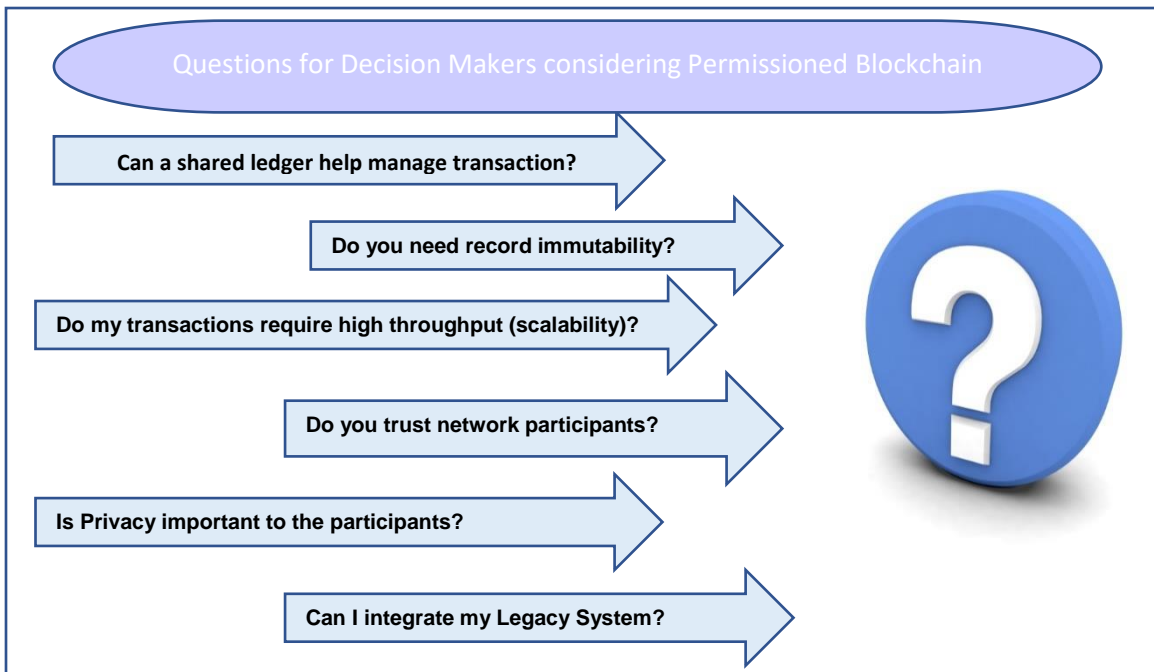 Questions for Decision Makers considering Permissioned Blockchain
Can a shared ledger help manage transaction?
Do you need record immutability?
Do my transactions require high throughput (scalability)?
Do you trust network participants?
Is Privacy important to the participants?
Can I integrate my Legacy System?
?